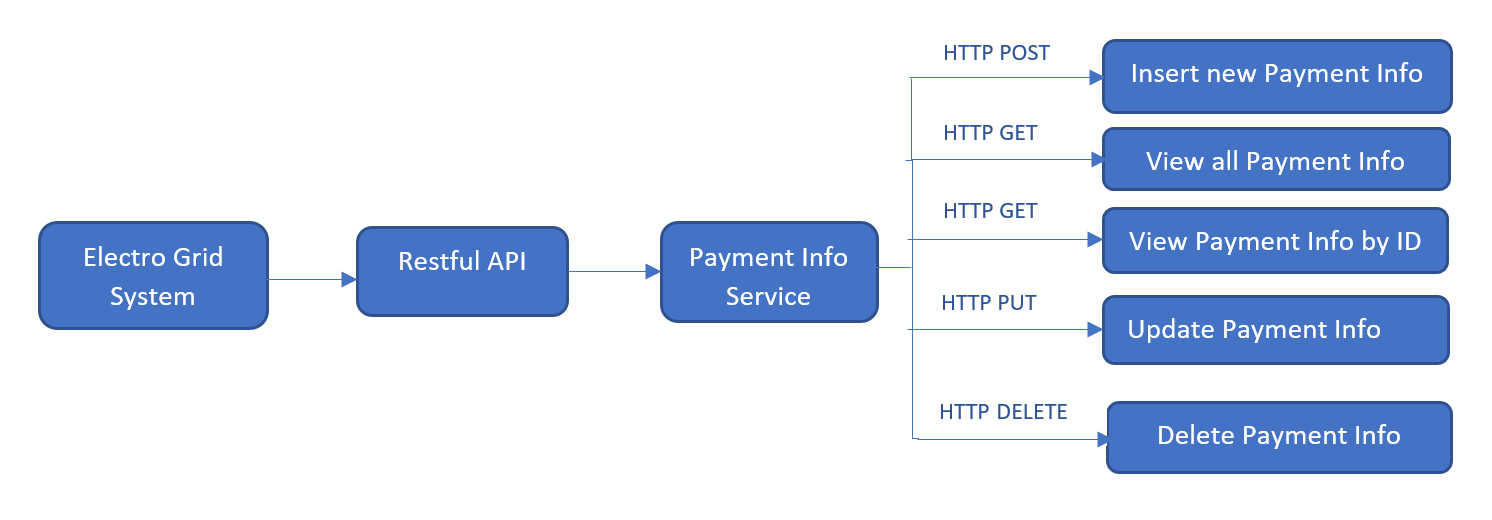 Electro Grid
System
Restful API
Payment Info
Service
HTTP POST
Insert new Payment Info
HTTP GET
View all Payment Info
HTTP GET
View Payment Info by ID
HTTP PUT
Update Payment Info
HTTP DELETE
Delete Payment Info